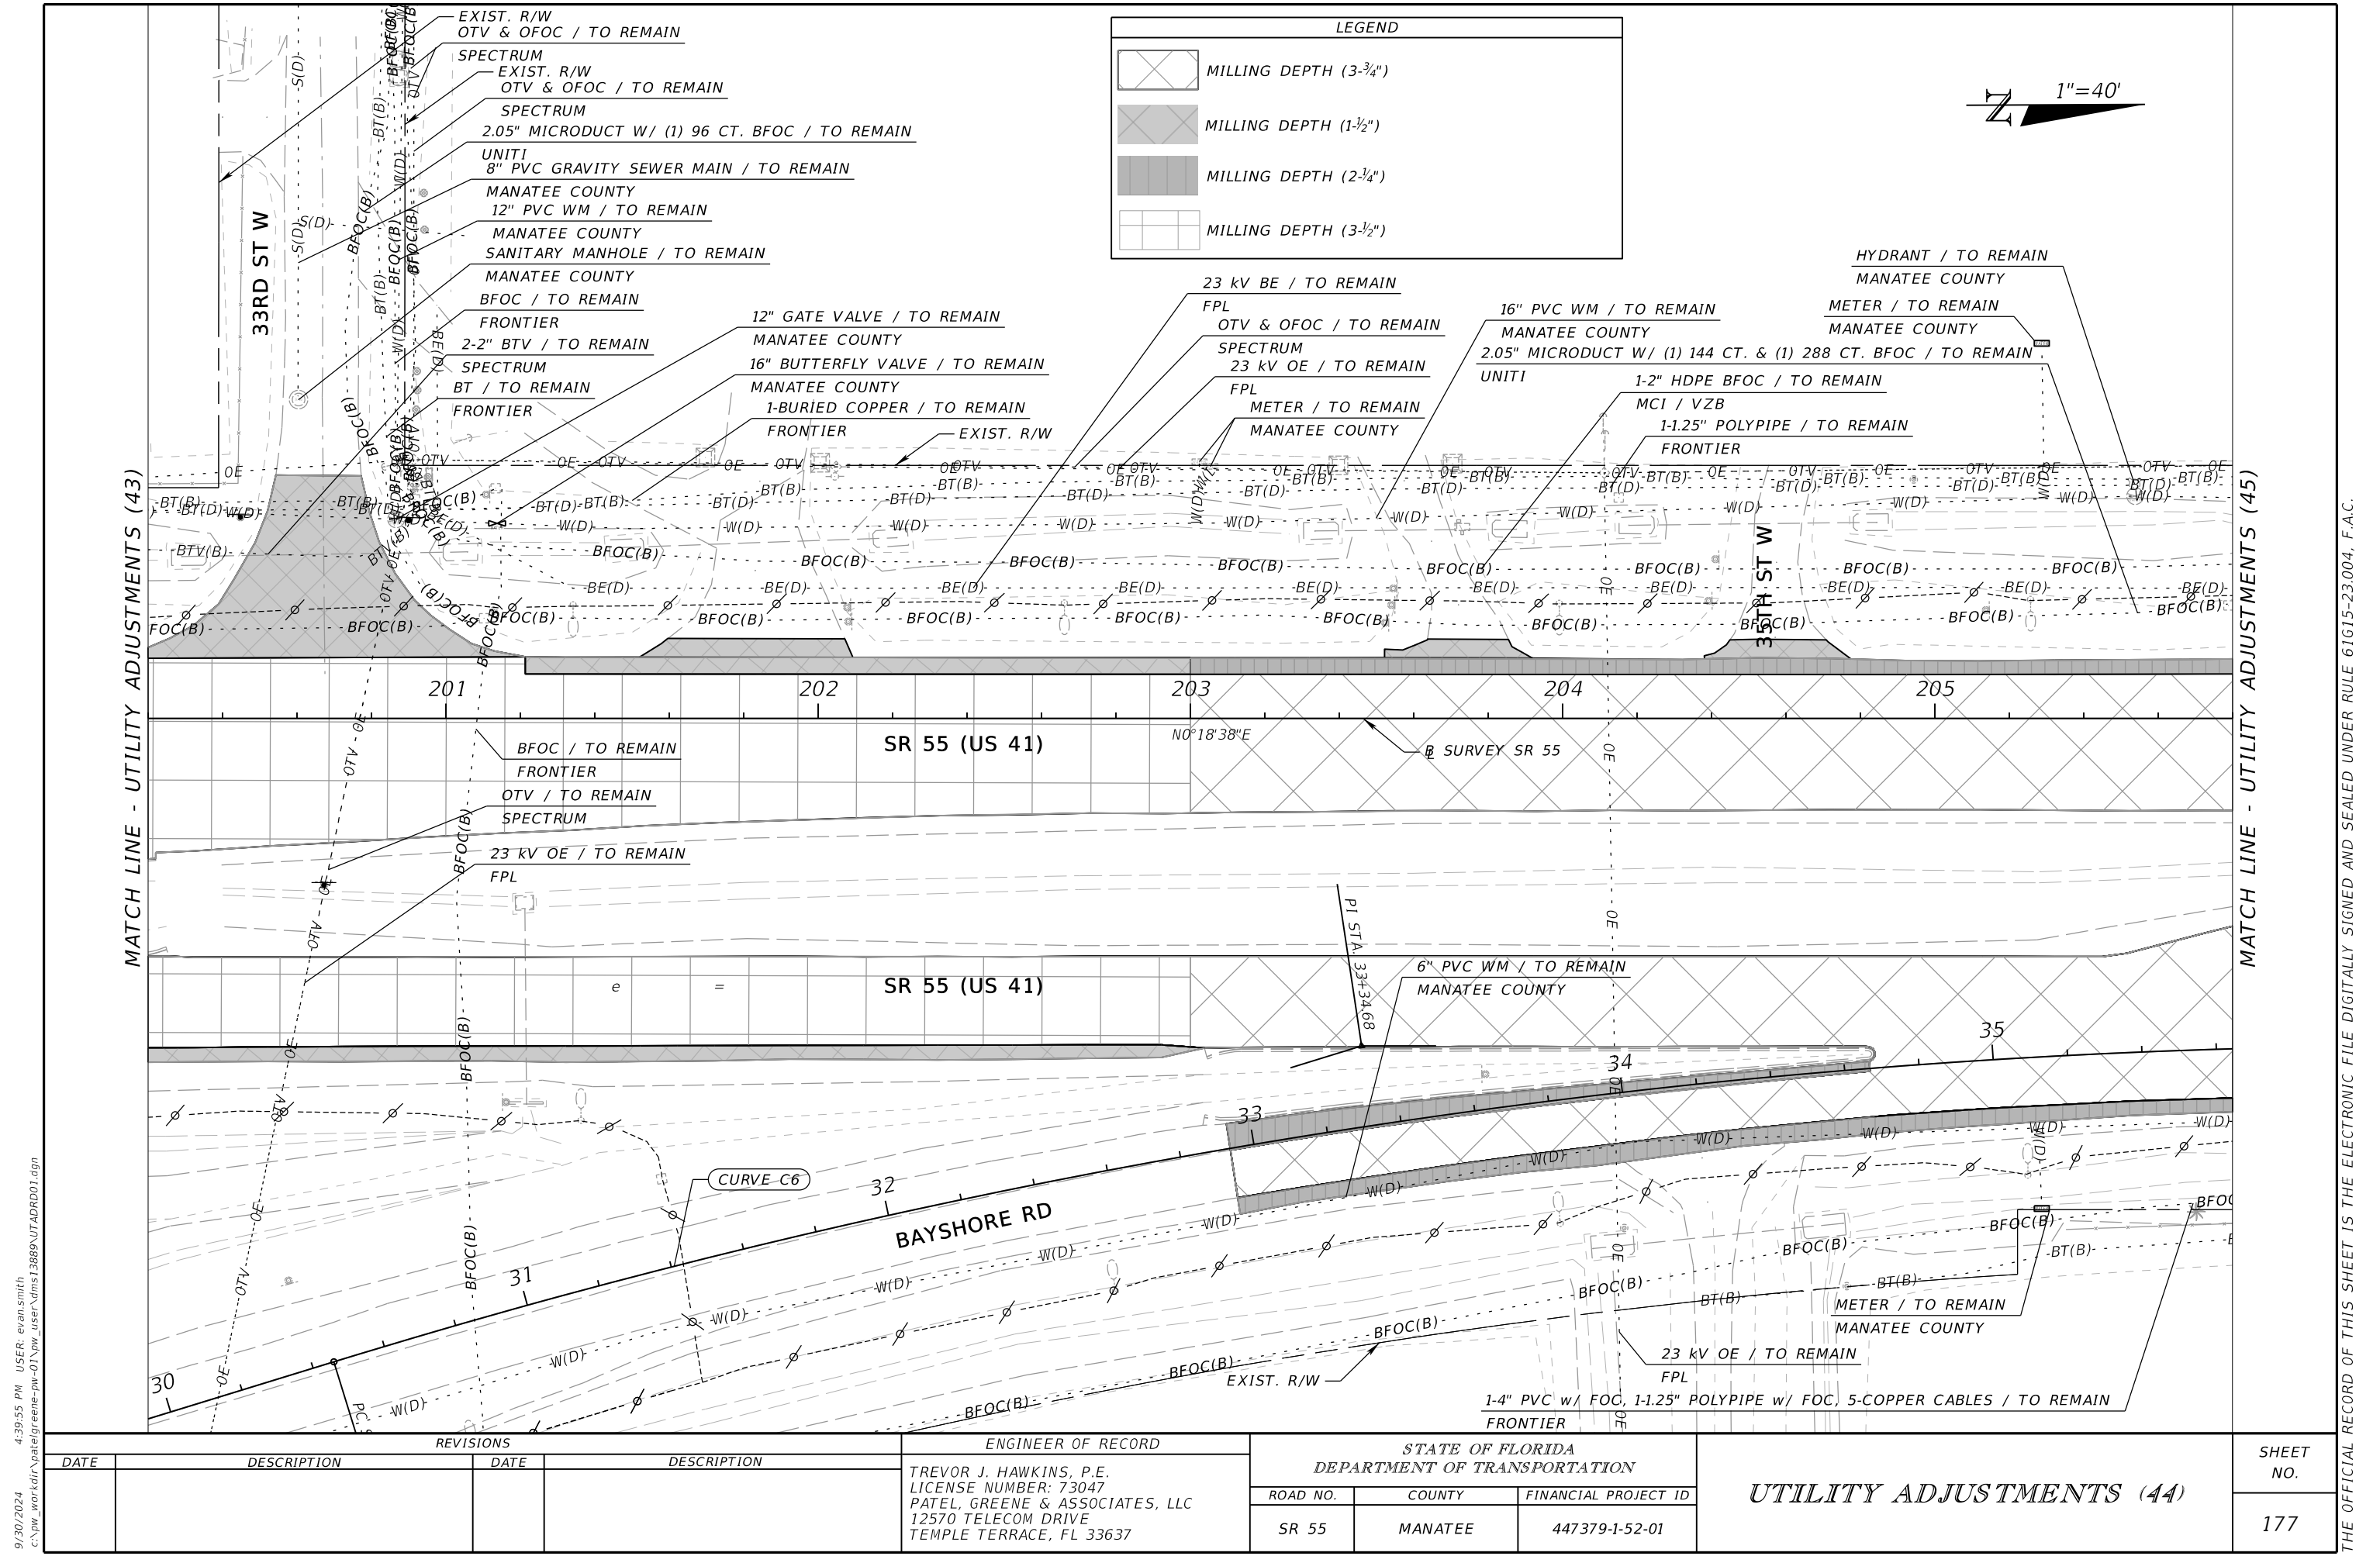 EXIST. R/W
OTV & OFOC / TO REMAIN
SPECTRUM
EXIST. R/W
OTV & OFOC / TO REMAIN
SPECTRUM
2.05" MICRODUCT W/ (1) 96 CT. BFOC / TO REMAIN
UNITI
8" PVC GRAVITY SEWER MAIN / TO REMAIN
MANATEE COUNTY
12" PVC WM / TO REMAIN
MANATEE COUNTY
SANITARY MANHOLE / TO REMAIN
MANATEE COUNTY
BFOC / TO REMAIN
FRONTIER
2-2" BTV / TO REMAIN
SPECTRUM
BT / TO REMAIN
FRONTIER
12" GATE VALVE / TO REMAIN
MANATEE COUNTY
16" BUTTERFLY VALVE / TO REMAIN
MANATEE COUNTY
1-BURIED COPPER / TO REMAIN
FRONTIER
EXIST. R/W
LEGEND
MILLING DEPTH (3-¾")
MILLING DEPTH (1-½")
MILLING DEPTH (2-¼")
MILLING DEPTH (3-½")
1"=40'
N
23 kV BE / TO REMAIN
FPL
OTV & OFOC / TO REMAIN
SPECTRUM
23 kV OE / TO REMAIN
FPL
METER / TO REMAIN
MANATEE COUNTY
16" PVC WM / TO REMAIN
MANATEE COUNTY
HYDRANT / TO REMAIN
MANATEE COUNTY
METER / TO REMAIN
MANATEE COUNTY
2.05" MICRODUCT W/ (1) 144 CT. & (1) 288 CT. BFOC / TO REMAIN
UNITI
1-2" HDPE BFOC / TO REMAIN
MCI / VZB
1-1.25" POLYPIPE / TO REMAIN
FRONTIER
33RD ST W
35TH ST W
MATCH LINE - UTILITY ADJUSTMENTS (43)
MATCH LINE - UTILITY ADJUSTMENTS (45)
S(D)
BT(B)
W(D)
BFOC(B)
BE(D)
OE
OTV
BT(D)
BTV(B)
201
202
203
204
205
SR 55 (US 41)
N0°18'38"E
BL SURVEY SR 55
BFOC / TO REMAIN
FRONTIER
OTV / TO REMAIN
SPECTRUM
23 kV OE / TO REMAIN
FPL
SR 55 (US 41)
e =
PI STA. 33+34.68
6" PVC WM / TO REMAIN
MANATEE COUNTY
30
31
32
33
34
35
CURVE C6
BAYSHORE RD
PC.
EXIST. R/W
METER / TO REMAIN
MANATEE COUNTY
23 kV OE / TO REMAIN
FPL
1-4" PVC w/ FOC, 1-1.25" POLYPIPE w/ FOC, 5-COPPER CABLES / TO REMAIN
FRONTIER
REVISIONS
DATE DESCRIPTION DATE DESCRIPTION
ENGINEER OF RECORD
TREVOR J. HAWKINS, P.E.
LICENSE NUMBER: 73047
PATEL, GREENE & ASSOCIATES, LLC
12570 TELECOM DRIVE
TEMPLE TERRACE, FL 33637
STATE OF FLORIDA
DEPARTMENT OF TRANSPORTATION
ROAD NO. COUNTY FINANCIAL PROJECT ID
SR 55 MANATEE 447379-1-52-01
UTILITY ADJUSTMENTS (44)
SHEET
NO.
177
9/30/2024 4:39:55 PM USER: evan.smith
c:\pw_workdir\patelgreene-pw-01\pw_user\dms13889\UTADRD01.dgn
THE OFFICIAL RECORD OF THIS SHEET IS THE ELECTRONIC FILE DIGITALLY SIGNED AND SEALED UNDER RULE 61G15-23.004, F.A.C.